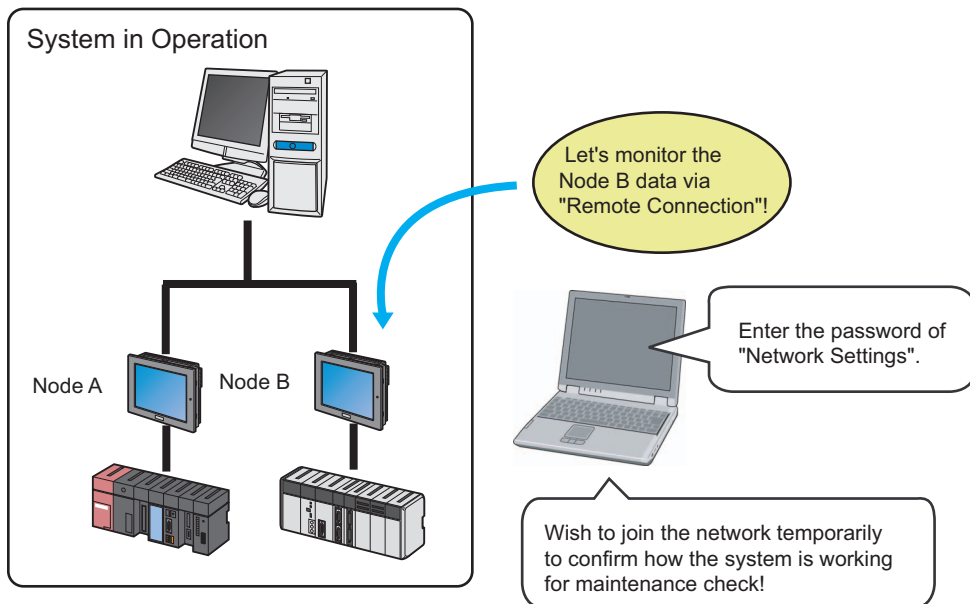 System in Operation
Let's monitor the
Node B data via
"Remote Connection"!
Enter the password of
"Network Settings".
Node A
Node B
Wish to join the network temporarily
to confirm how the system is working
for maintenance check!